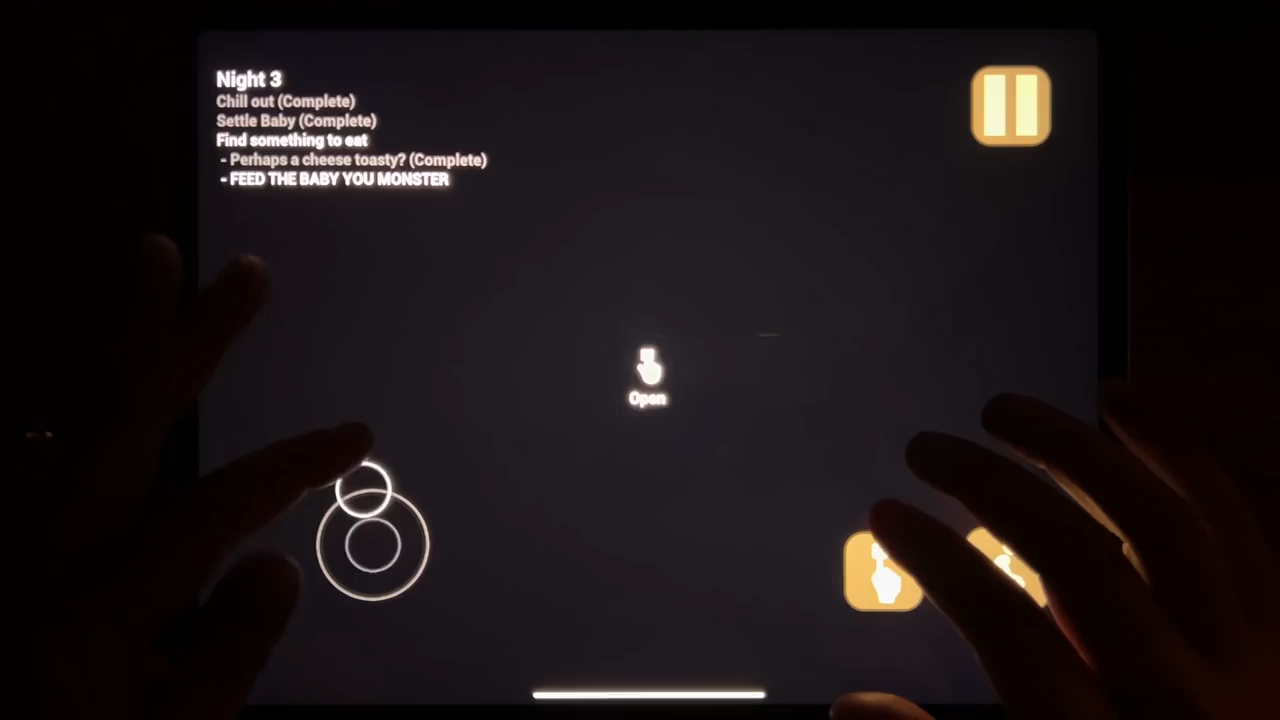 Night 3
Chill out (Complete)
Settle Baby (Complete)
Find something to eat
- Perhaps a cheese toasty? (Complete)
- FEED THE BABY YOU MONSTER
Open